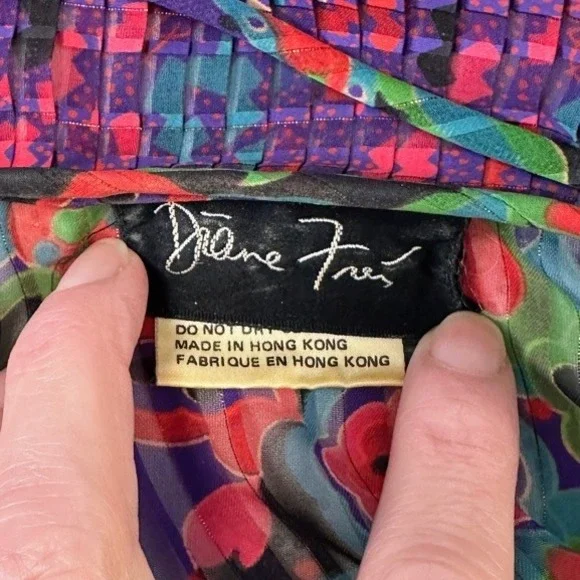 Diane Freis
DO NOT DRY
MADE IN HONG KONG
FABRIQUE EN HONG KONG